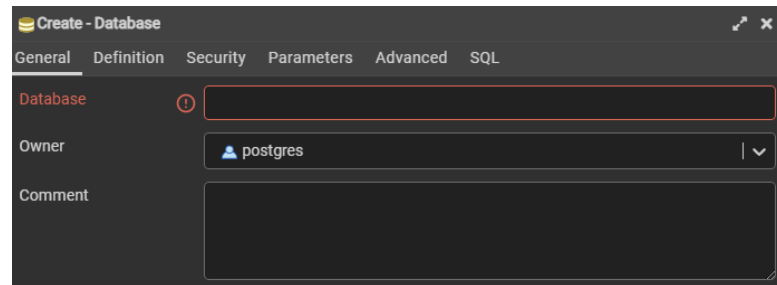 Create - Database
General Definition Security Parameters Advanced SQL
Database
Owner postgres
Comment